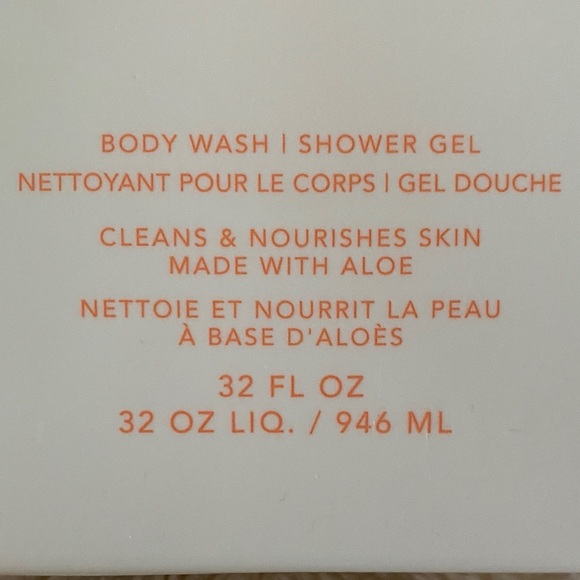 BODY WASH | SHOWER GEL
NETTOYANT POUR LE CORPS | GEL DOUCHE
CLEANS & NOURISHES SKIN
MADE WITH ALOE
NETTOIE ET NOURRIT LA PEAU
À BASE D'ALOÈS
32 FL OZ
32 OZ LIQ. / 946 ML